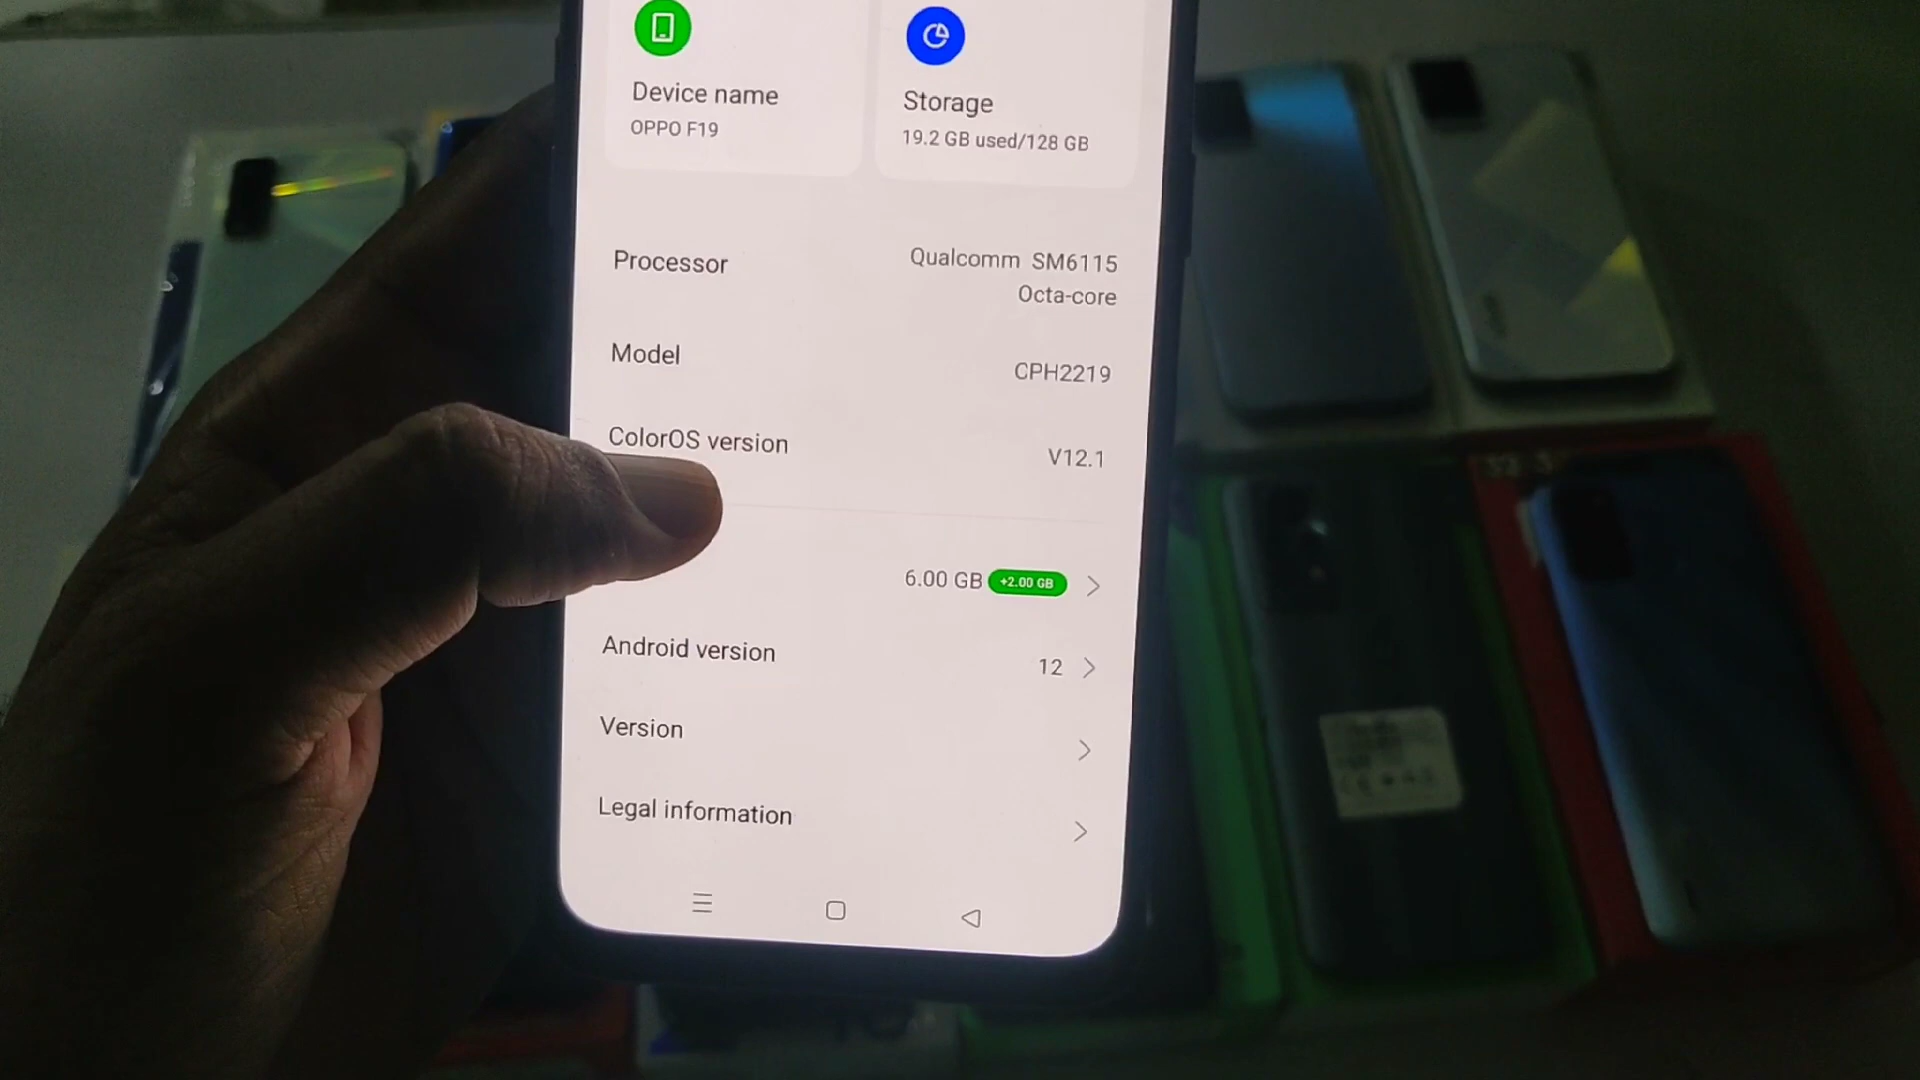 Device name
OPPO F19
Storage
19.2 GB used/128 GB
Processor
Qualcomm SM6115
Octa-core
Model
CPH2219
ColorOS version
V12.1
6.00 GB +2.00 GB
Android version
12
Version
Legal information